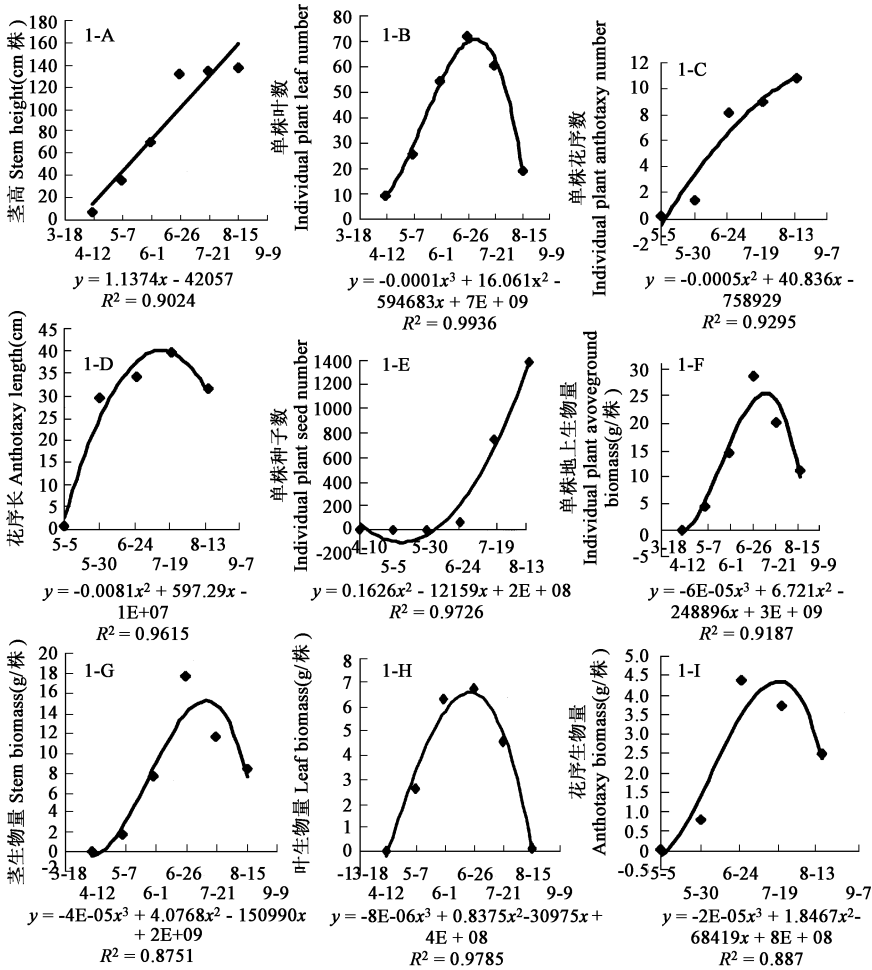 1-A
茎高 Stem height(cm 株)
180
160
140
120
100
80
60
40
20
0
3-18 5-7 6-26 8-15
4-12 6-1 7-21 9-9
y = 1.1374x - 42057
R² = 0.9024
1-B
单株叶数
Individual plant leaf number
80
70
60
50
40
30
20
10
0
3-18 5-7 6-26 8-15
4-12 6-1 7-21 9-9
y = -0.0001x³ + 16.061x² -
594683x + 7E + 09
R² = 0.9936
1-C
单株花序数
Individual plant anthotaxy number
12
10
8
6
4
2
0
-2
5-5 6-24 8-13
5-30 7-19 9-7
y = -0.0005x² + 40.836x -
758929
R² = 0.9295
1-D
花序长 Anthotaxy length(cm)
45
40
35
30
25
20
15
10
5
0
5-5 6-24 8-13
5-30 7-19 9-7
y = -0.0081x² + 597.29x -
1E+07
R² = 0.9615
1-E
单株种子数
Individual plant seed number
1400
1200
1000
800
600
400
200
0
-200
4-10 5-30 7-19
5-5 6-24 8-13
y = 0.1626x² - 12159x + 2E + 08
R² = 0.9726
1-F
单株地上生物量
Individual plant avoveground
biomass(g/株)
30
25
20
15
10
5
0
-5
3-18 5-7 6-26 8-15
4-12 6-1 7-21 9-9
y = -6E-05x³ + 6.721x² -
248896x + 3E + 09
R² = 0.9187
1-G
茎生物量 Stem biomass(g/株)
20
18
16
14
12
10
8
6
4
2
0
-2
3-18 5-7 6-26 8-15
4-12 6-1 7-21 9-9
y = -4E-05x³ + 4.0768x² - 150990x
+ 2E+09
R² = 0.8751
1-H
叶生物量 Leaf biomass(g/株)
8
7
6
5
4
3
2
1
0
-1
3-18 5-7 6-26 8-15
4-12 6-1 7-21 9-9
y = -8E-06x³ + 0.8375x²-30975x+
4E + 08
R² = 0.9785
1-I
花序生物量
Anthotaxy biomass(g/株)
5.0
4.5
4.0
3.5
3.0
2.5
2.0
1.5
1.0
0.5
0
-0.5
5-5 6-24 8-13
5-30 7-19 9-7
y = -2E-05x³ + 1.8467x²-
68419x + 8E + 08
R² = 0.887